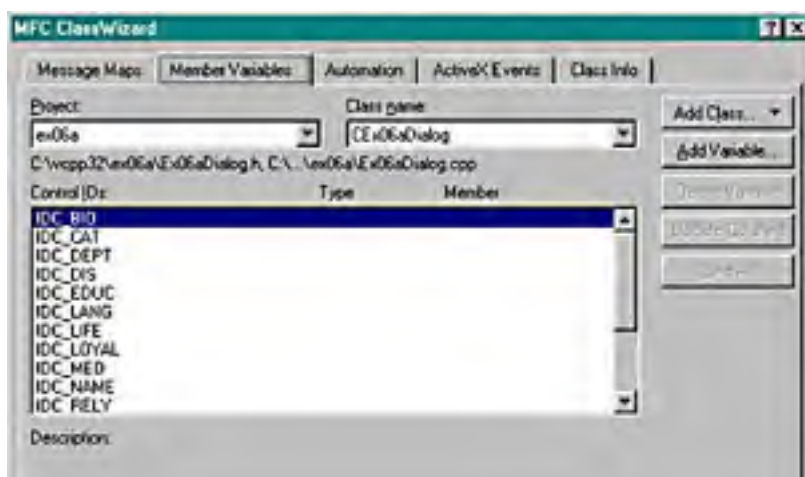 MFC ClassWizard
Message Maps Member Variables Automation ActiveX Events Class Info
Project: Class name:
ex06a CEx06aDialog
Add Class...
C:\vcpp32\ex06a\Ex06aDialog.h, C:\...\ex06a\Ex06aDialog.cpp
Add Variable...
Control IDs: Type Member
IDC_BIO
IDC_CAT
IDC_DEPT
IDC_DIS
IDC_EDUC
IDC_LANG
IDC_LIFE
IDC_LOYAL
IDC_MED
IDC_NAME
IDC_RELY
Description: